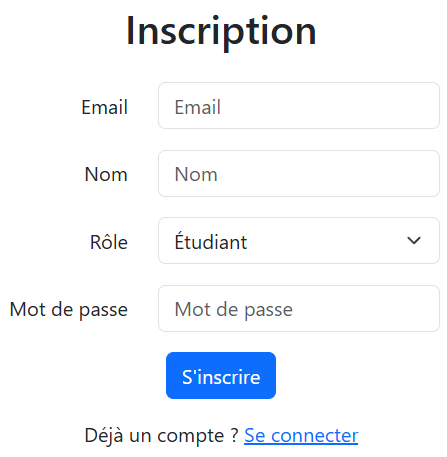 Inscription
Email Email
Nom Nom
Rôle Étudiant
Mot de passe Mot de passe
S'inscrire
Déjà un compte ? Se connecter